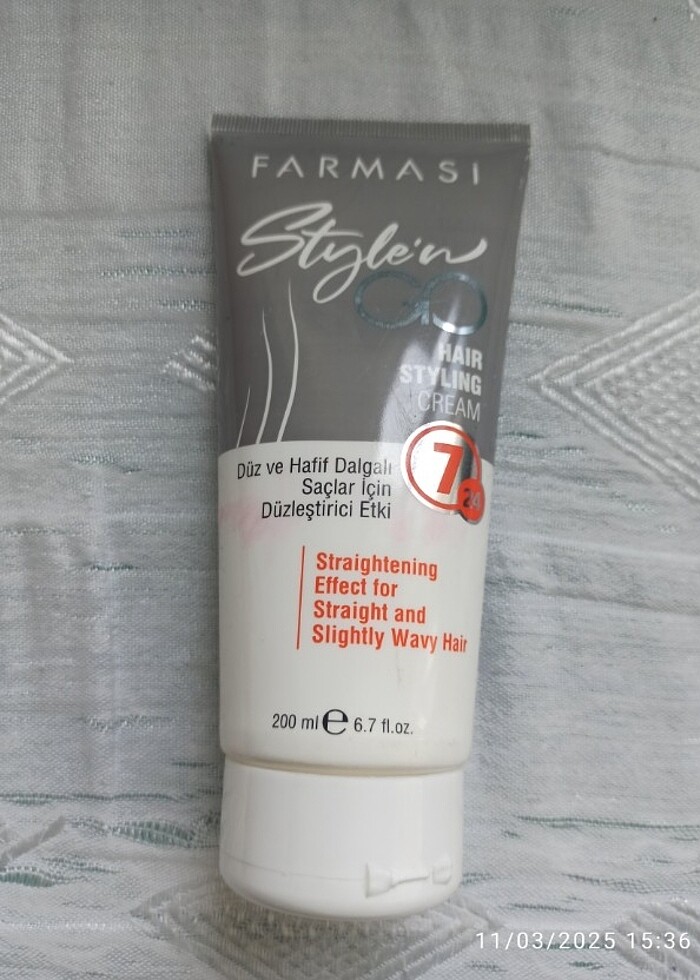 FARMASI
Style'n
GO
HAIR
STYLING
CREAM
7
24
Düz ve Hafif Dalgalı
Saçlar İçin
Düzleştirici Etki
Straightening
Effect for
Straight and
Slightly Wavy Hair
200 ml e 6.7 fl.oz.
11/03/2025 15:36